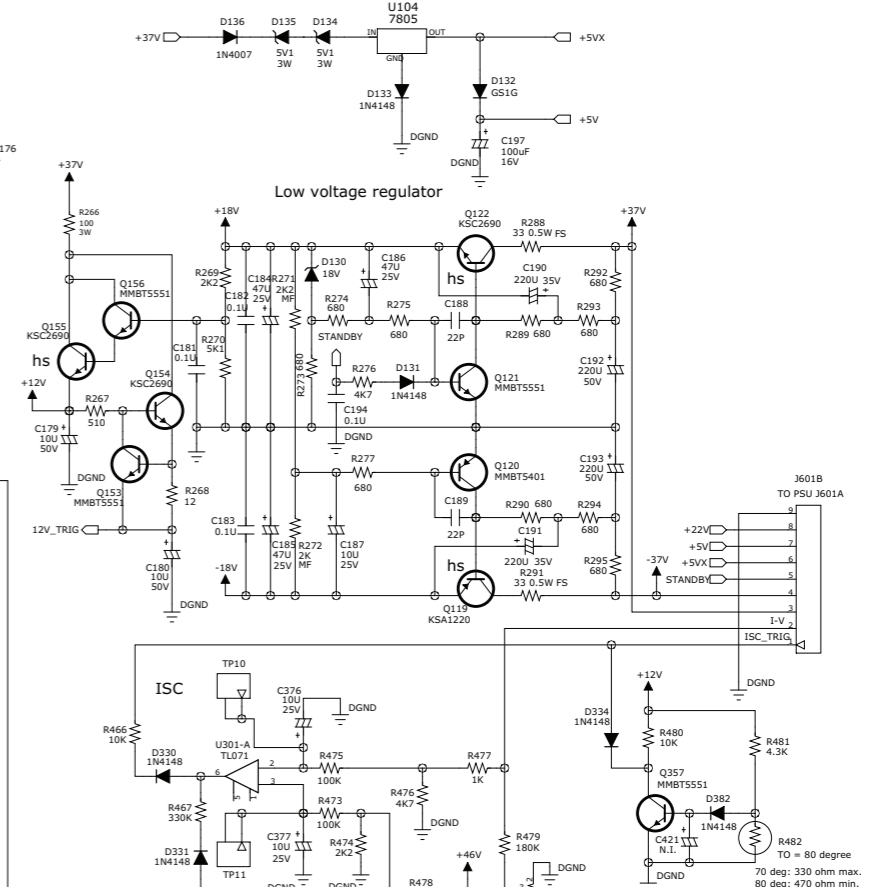 U104
7805
D136
D135
D134
+37V
IN
OUT
+5VX
1N4007
5V1
3W
5V1
3W
GND
D133
1N4148
D132
GS1G
DGND
+5V
C197
100uF
16V
DGND
176
+37V
Low voltage regulator
R266
100
3W
+18V
Q122
KSC2690
R288
33 0.5W FS
+37V
Q156
MMBT5551
R269
2K2
C182
0.1U
C184
47U
25V
R271
2K2
MF
D130
18V
C186
47U
25V
hs
C190
220U 35V
R292
680
R274
680
R275
680
C188
22P
R289 680
R293
680
Q155
KSC2690
hs
C181
0.1U
R270
5K1
STANDBY
R273 680
R276
4K7
D131
1N4148
Q121
MMBT5551
C192
220U
50V
Q154
KSC2690
+12V
R267
510
C194
0.1U
DGND
C179
10U
50V
DGND
Q153
MMBT5551
R268
12
R277
680
Q120
MMBT5401
C193
220U
50V
J601B
TO PSU J601A
C189
22P
R290 680
R294
680
12V_TRIG
C183
0.1U
C185
47U
25V
R272
2K
MF
C187
10U
25V
C191
220U 35V
hs
R291
33 0.5W FS
R295
680
-37V
C180
10U
50V
DGND
-18V
Q119
KSA1220
9
+22V
8
+5V
7
+5VX
6
STANDBY
5
4
3
I-V
2
ISC_TRIG
1
DGND
ISC
TP10
C376
10U
25V
DGND
R466
10K
D330
1N4148
U301-A
TL071
6
2
3
5
1
R475
100K
R477
1K
R476
4K7
DGND
R467
330K
D331
1N4148
TP11
R473
100K
C377
10U
25V
R474
2K2
DGND
DGND
R478
R479
180K
+46V
2
DGND
D334
1N4148
+12V
R480
10K
R481
4.3K
Q357
MMBT5551
D382
1N4148
C421
N.I.
R482
TO = 80 degree
DGND
70 deg: 330 ohm max.
80 deg: 470 ohm min.